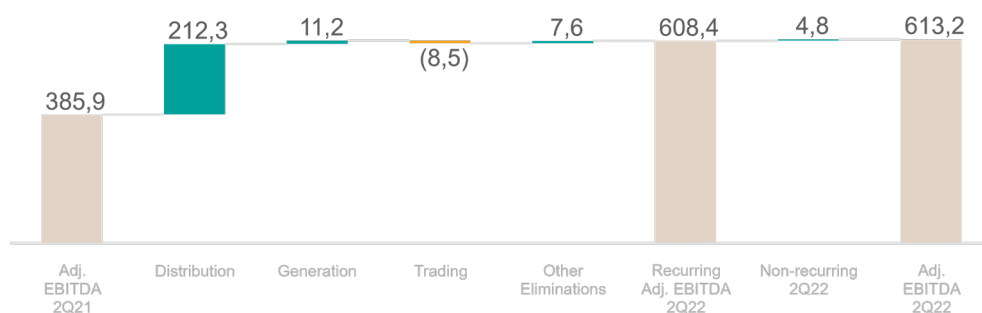 385,9
212,3
11,2
(8,5)
7,6
608,4
4,8
613,2
Adj.
EBITDA
2Q21
Distribution
Generation
Trading
Other
Eliminations
Recurring
Adj. EBITDA
2Q22
Non-recurring
2Q22
Adj.
EBITDA
2Q22